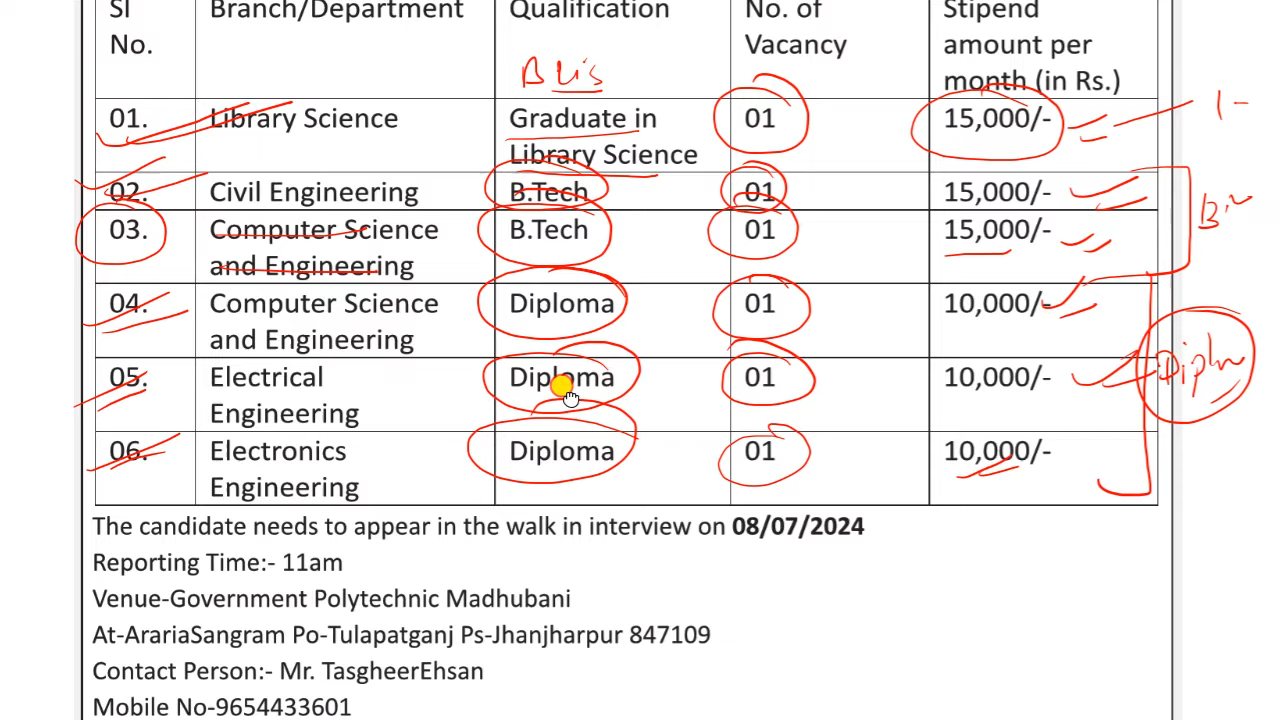 Sl Branch/Department Qualification No. of Stipend
No. Vacancy amount per
month (in Rs.)
B Lis
01. Library Science Graduate in 01 15,000/-
Library Science
02. Civil Engineering B.Tech 01 15,000/-
03. Computer Science B.Tech 01 15,000/-
and Engineering
04. Computer Science Diploma 01 10,000/-
and Engineering
05. Electrical Diploma 01 10,000/-
Engineering
06. Electronics Diploma 01 10,000/-
Engineering
The candidate needs to appear in the walk in interview on 08/07/2024
Reporting Time:- 11am
Venue-Government Polytechnic Madhubani
At-ArariaSangram Po-Tulapatganj Ps-Jhanjharpur 847109
Contact Person:- Mr. TasgheerEhsan
Mobile No-9654433601